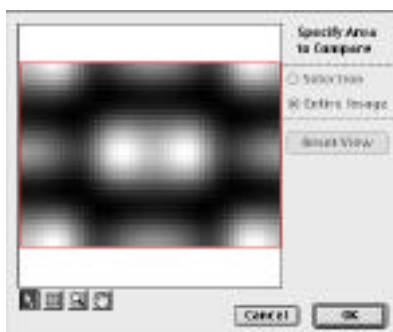 Specify Area
to Compare
Selection
Entire Image
Reset View
Cancel
OK